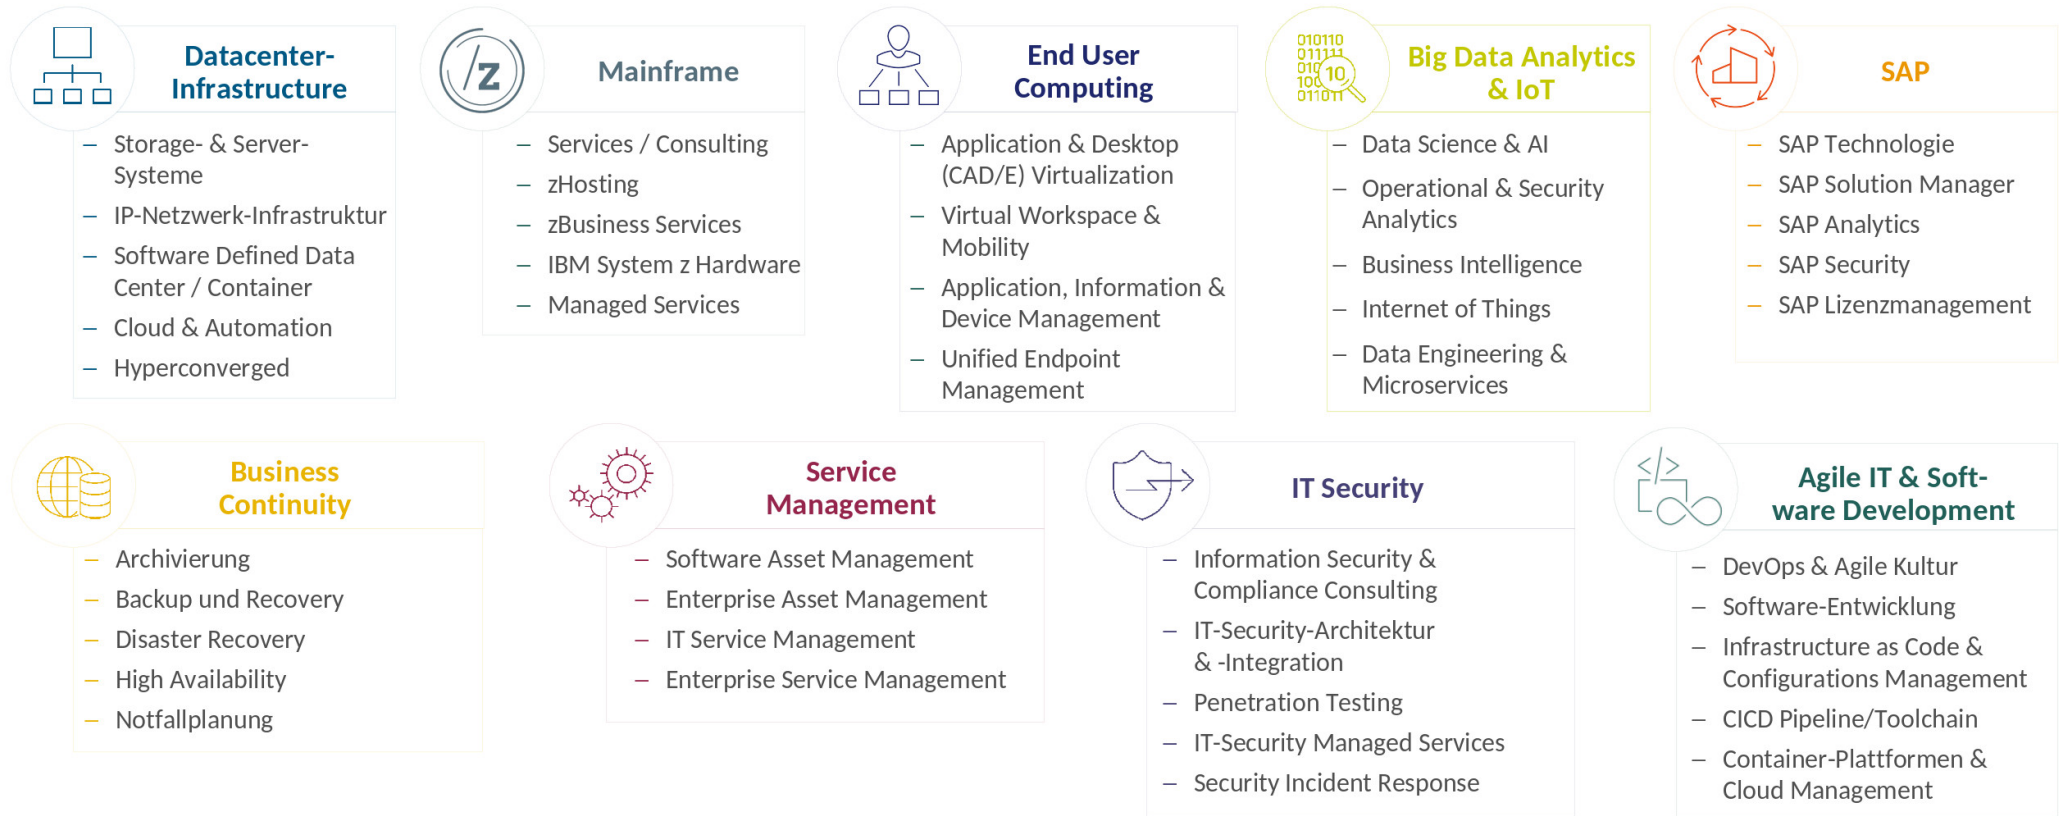 Datacenter-
Infrastructure
Storage- & Server-
Systeme
IP-Netzwerk-Infrastruktur
Software Defined Data
Center / Container
Cloud & Automation
Hyperconverged
/z
Mainframe
Services / Consulting
zHosting
zBusiness Services
IBM System z Hardware
Managed Services
End User
Computing
Application & Desktop
(CAD/E) Virtualization
Virtual Workspace &
Mobility
Application, Information &
Device Management
Unified Endpoint
Management
010110
011111
010
10
100
011011
Big Data Analytics
& IoT
Data Science & AI
Operational & Security
Analytics
Business Intelligence
Internet of Things
Data Engineering &
Microservices
SAP
SAP Technologie
SAP Solution Manager
SAP Analytics
SAP Security
SAP Lizenzmanagement
Business
Continuity
Archivierung
Backup und Recovery
Disaster Recovery
High Availability
Notfallplanung
Service
Management
Software Asset Management
Enterprise Asset Management
IT Service Management
Enterprise Service Management
IT Security
Information Security &
Compliance Consulting
IT-Security-Architektur
& -Integration
Penetration Testing
IT-Security Managed Services
Security Incident Response
</>
Agile IT & Soft-
ware Development
DevOps & Agile Kultur
Software-Entwicklung
Infrastructure as Code &
Configurations Management
CICD Pipeline/Toolchain
Container-Plattformen &
Cloud Management